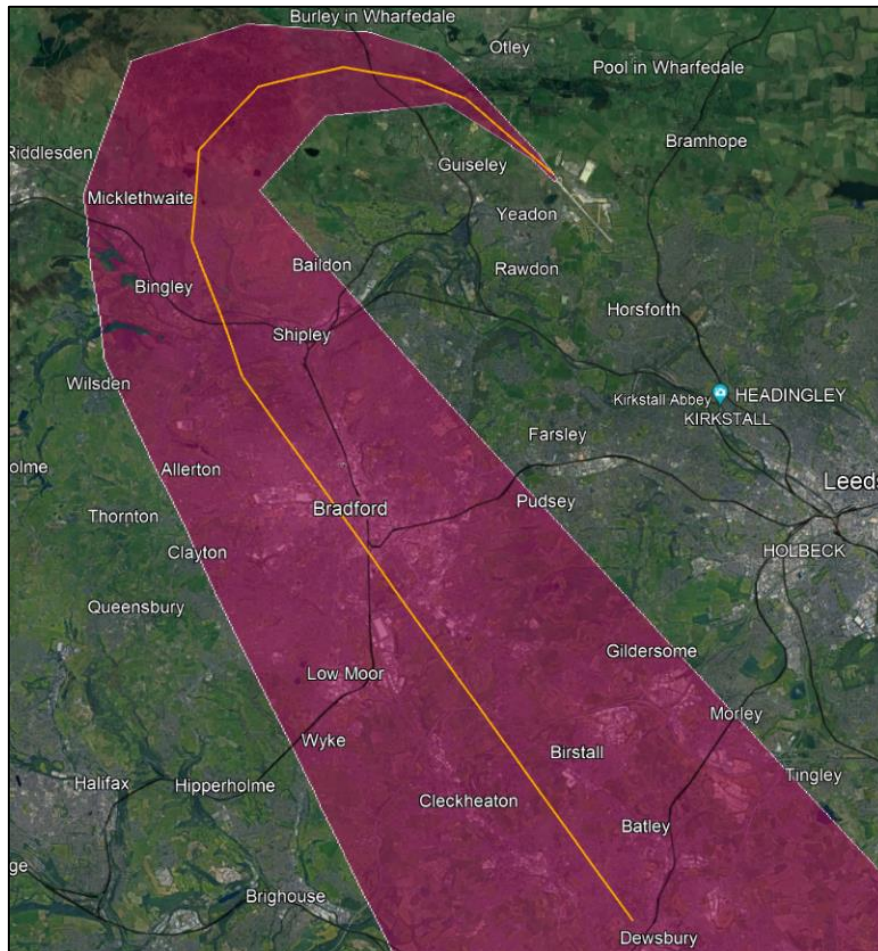 Burley in Wharfedale
Otley
Pool in Wharfedale
Bramhope
Riddlesden
Guiseley
Micklethwaite
Yeadon
Baildon
Rawdon
Bingley
Horsforth
Shipley
Wilsden
Kirkstall Abbey
HEADINGLEY
KIRKSTALL
Farsley
olme
Allerton
Leeds
Pudsey
Bradford
Thornton
Clayton
HOLBECK
Queensbury
Gildersome
Low Moor
Morley
Wyke
Birstall
Tingley
Halifax
Hipperholme
Cleckheaton
Batley
ge
Brighouse
Dewsbury